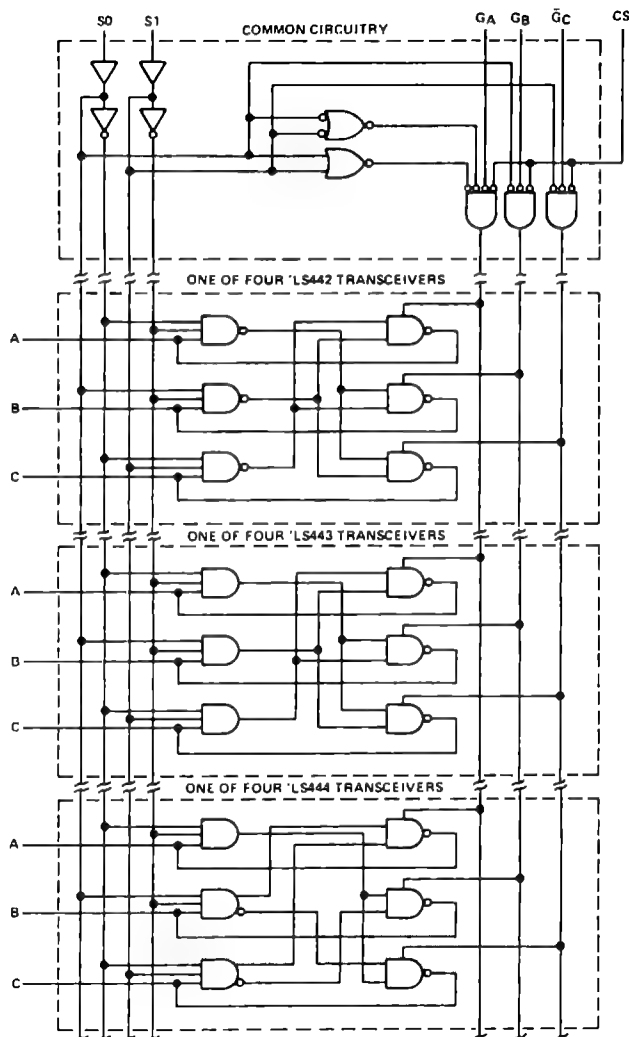 S0 S1 COMMON CIRCUITRY GA GB G̅C CS
ONE OF FOUR 'LS442 TRANSCEIVERS
A
B
C
ONE OF FOUR 'LS443 TRANSCEIVERS
A
B
C
ONE OF FOUR 'LS444 TRANSCEIVERS
A
B
C